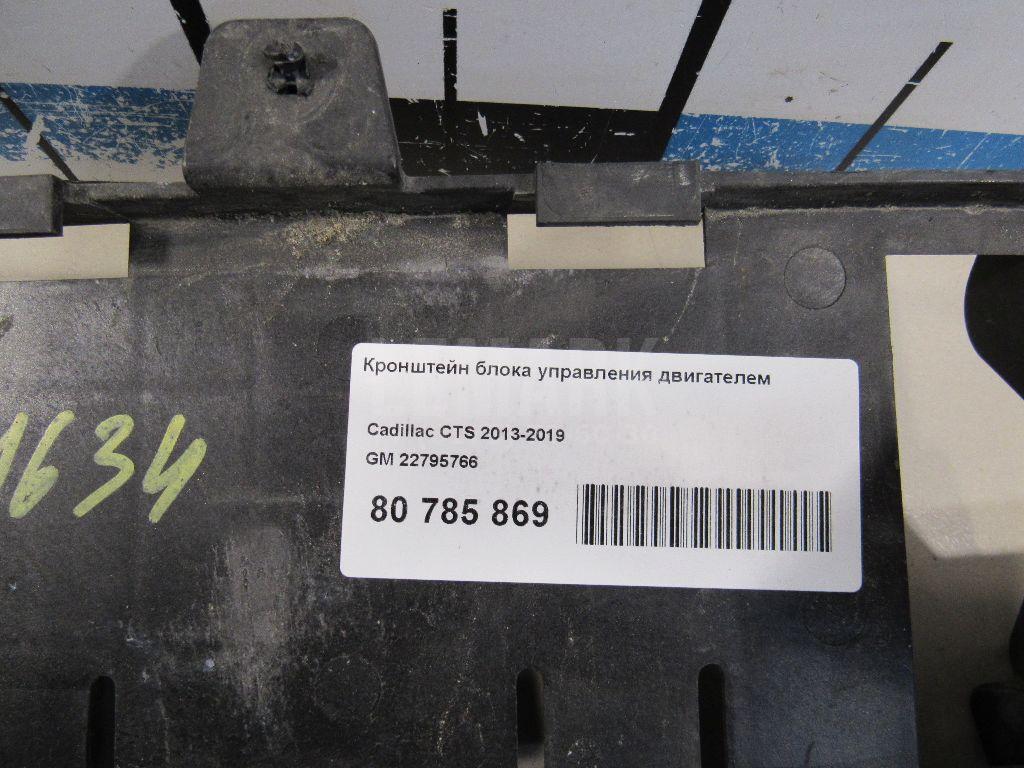 Кронштейн блока управления двигателем
Cadillac CTS 2013-2019
GM 22795766
80 785 869
1634